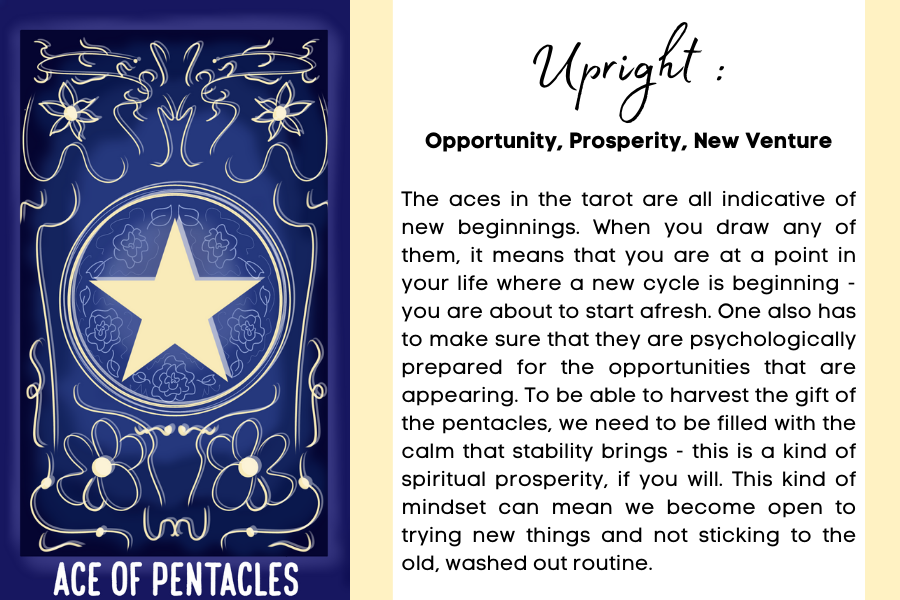 Upright :
Opportunity, Prosperity, New Venture
The aces in the tarot are all indicative of
new beginnings. When you draw any of
them, it means that you are at a point in
your life where a new cycle is beginning -
you are about to start afresh. One also has
to make sure that they are psychologically
prepared for the opportunities that are
appearing. To be able to harvest the gift of
the pentacles, we need to be filled with the
calm that stability brings - this is a kind of
spiritual prosperity, if you will. This kind of
mindset can mean we become open to
trying new things and not sticking to the
old, washed out routine.
ACE OF PENTACLES